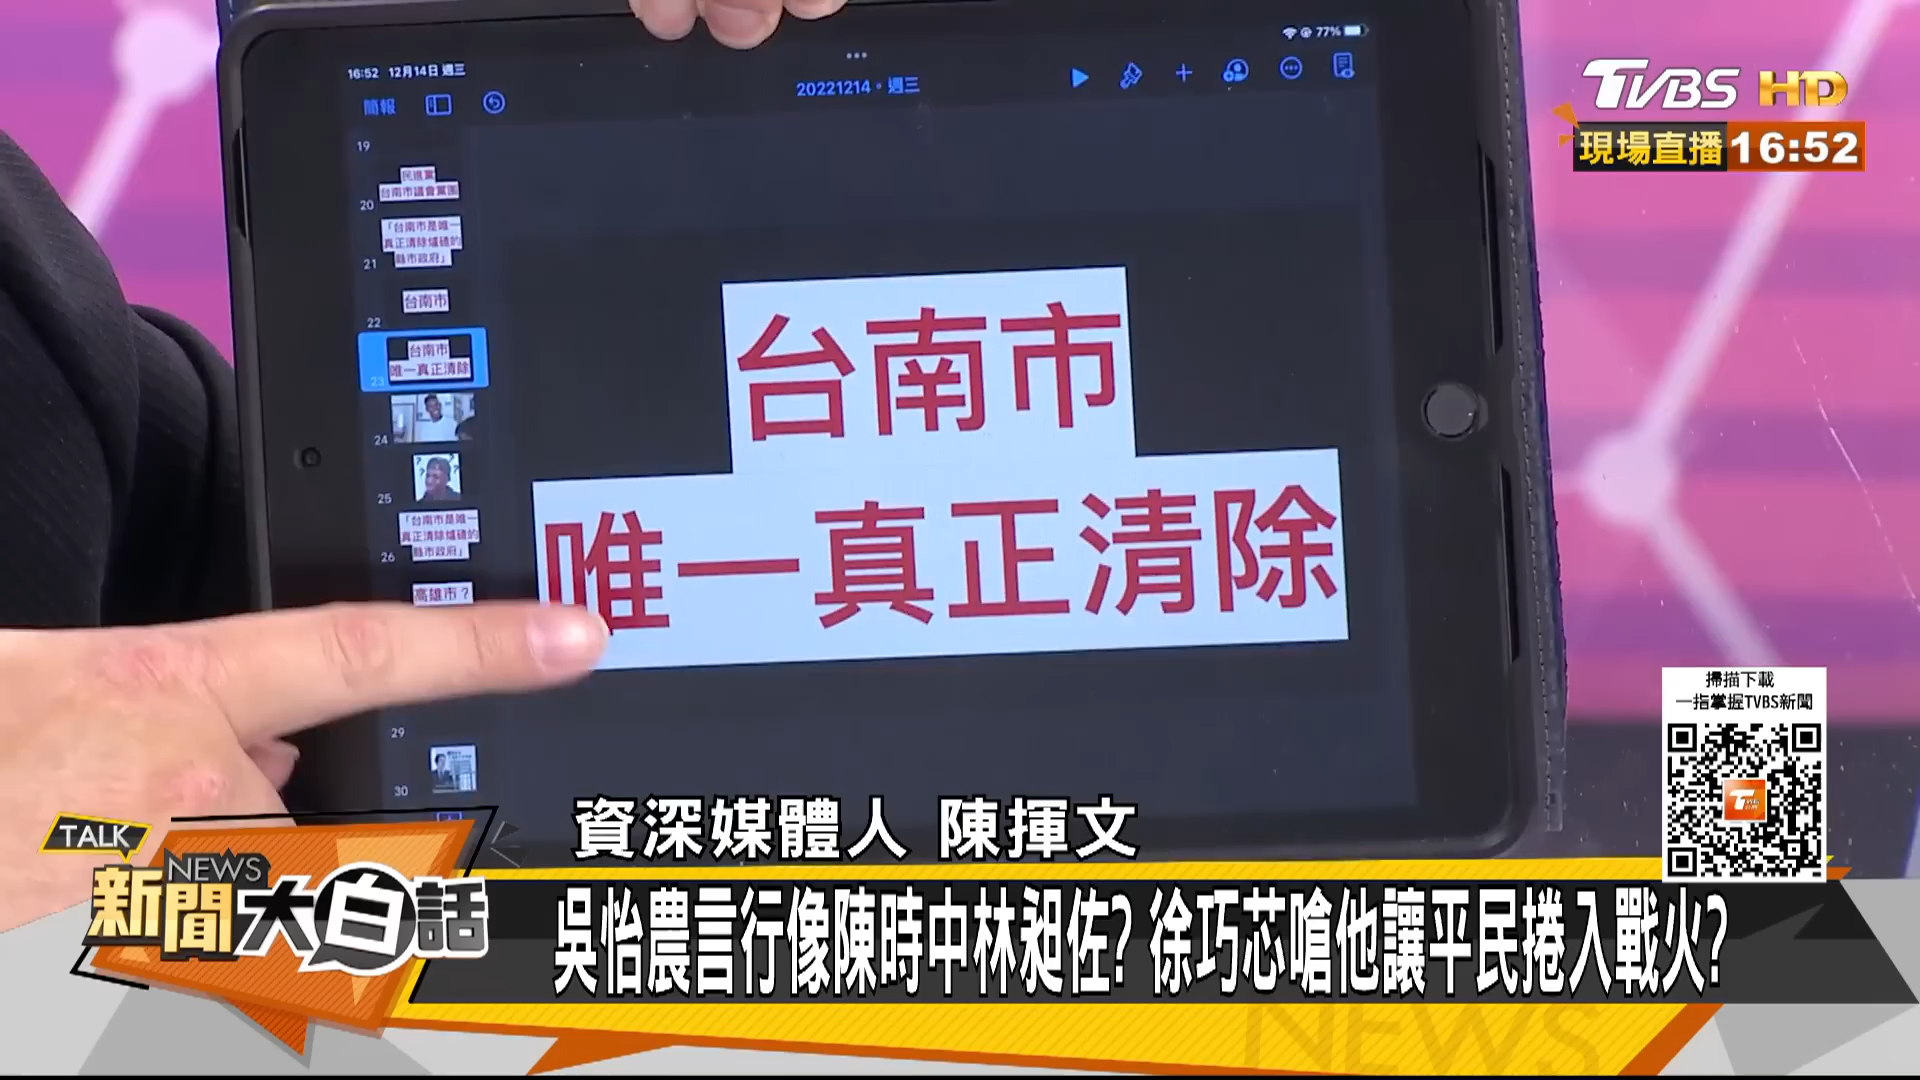 16:52 12月14日 週三
77%
簡報
20221214。週三
TVBS HD
現場直播 16:52
19
民進黨
台南市議會黨團
20
「台南市是唯一
真正清除爐碴的
縣市政府」
21
台南市
22
台南市
唯一真正清除
23
24
25
「台南市是唯一
真正清除爐碴的
縣市政府」
26
高雄市?
29
30
台南市
唯一真正清除
掃描下載
一指掌握TVBS新聞
資深媒體人 陳揮文
TALK
NEWS
新聞大白話
吳怡農言行像陳時中林昶佐? 徐巧芯嗆他讓平民捲入戰火?
NEWS